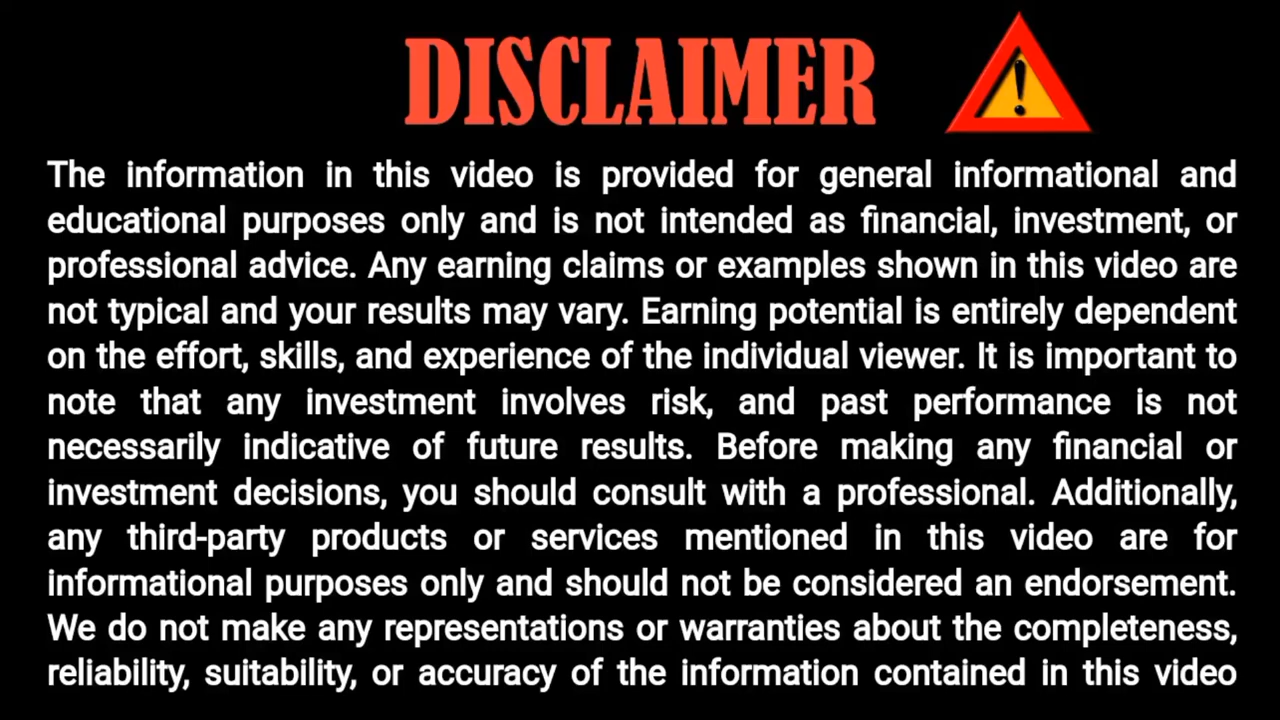 DISCLAIMER
The information in this video is provided for general informational and
educational purposes only and is not intended as financial, investment, or
professional advice. Any earning claims or examples shown in this video are
not typical and your results may vary. Earning potential is entirely dependent
on the effort, skills, and experience of the individual viewer. It is important to
note that any investment involves risk, and past performance is not
necessarily indicative of future results. Before making any financial or
investment decisions, you should consult with a professional. Additionally,
any third-party products or services mentioned in this video are for
informational purposes only and should not be considered an endorsement.
We do not make any representations or warranties about the completeness,
reliability, suitability, or accuracy of the information contained in this video